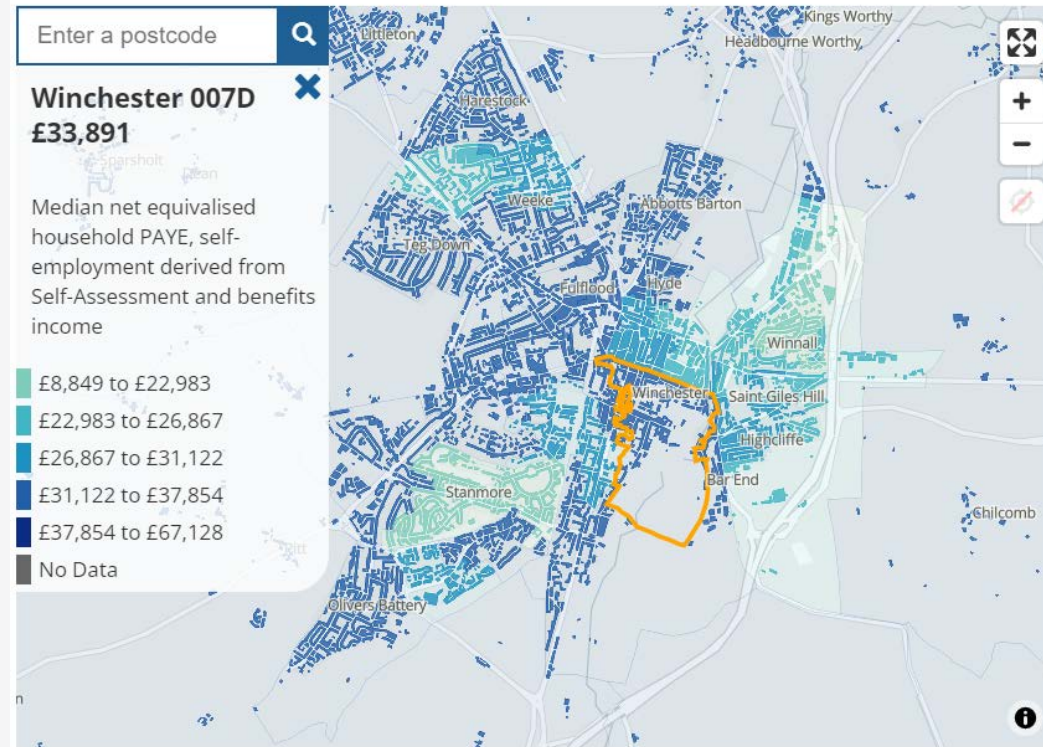 Enter a postcode
Winchester 007D
£33,891
Median net equivalised
household PAYE, self-
employment derived from
Self-Assessment and benefits
income
£8,849 to £22,983
£22,983 to £26,867
£26,867 to £31,122
£31,122 to £37,854
£37,854 to £67,128
No Data
Kings Worthy
Littleton
Headbourne Worthy
Harestock
Sparsholt
Dean
Weeke
Abbotts Barton
Teg Down
Fulflood
Hyde
Winnall
Winchester
Saint Giles Hill
Highcliffe
Stanmore
Bar End
Chilcomb
Pitt
Olivers Battery
n